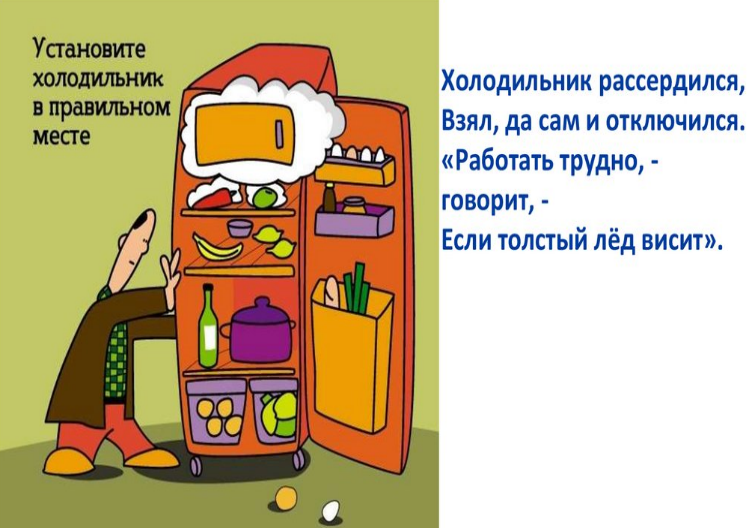 Установите
холодильник
в правильном
месте
Холодильник рассердился,
Взял, да сам и отключился.
«Работать трудно, -
говорит, -
Если толстый лёд висит».